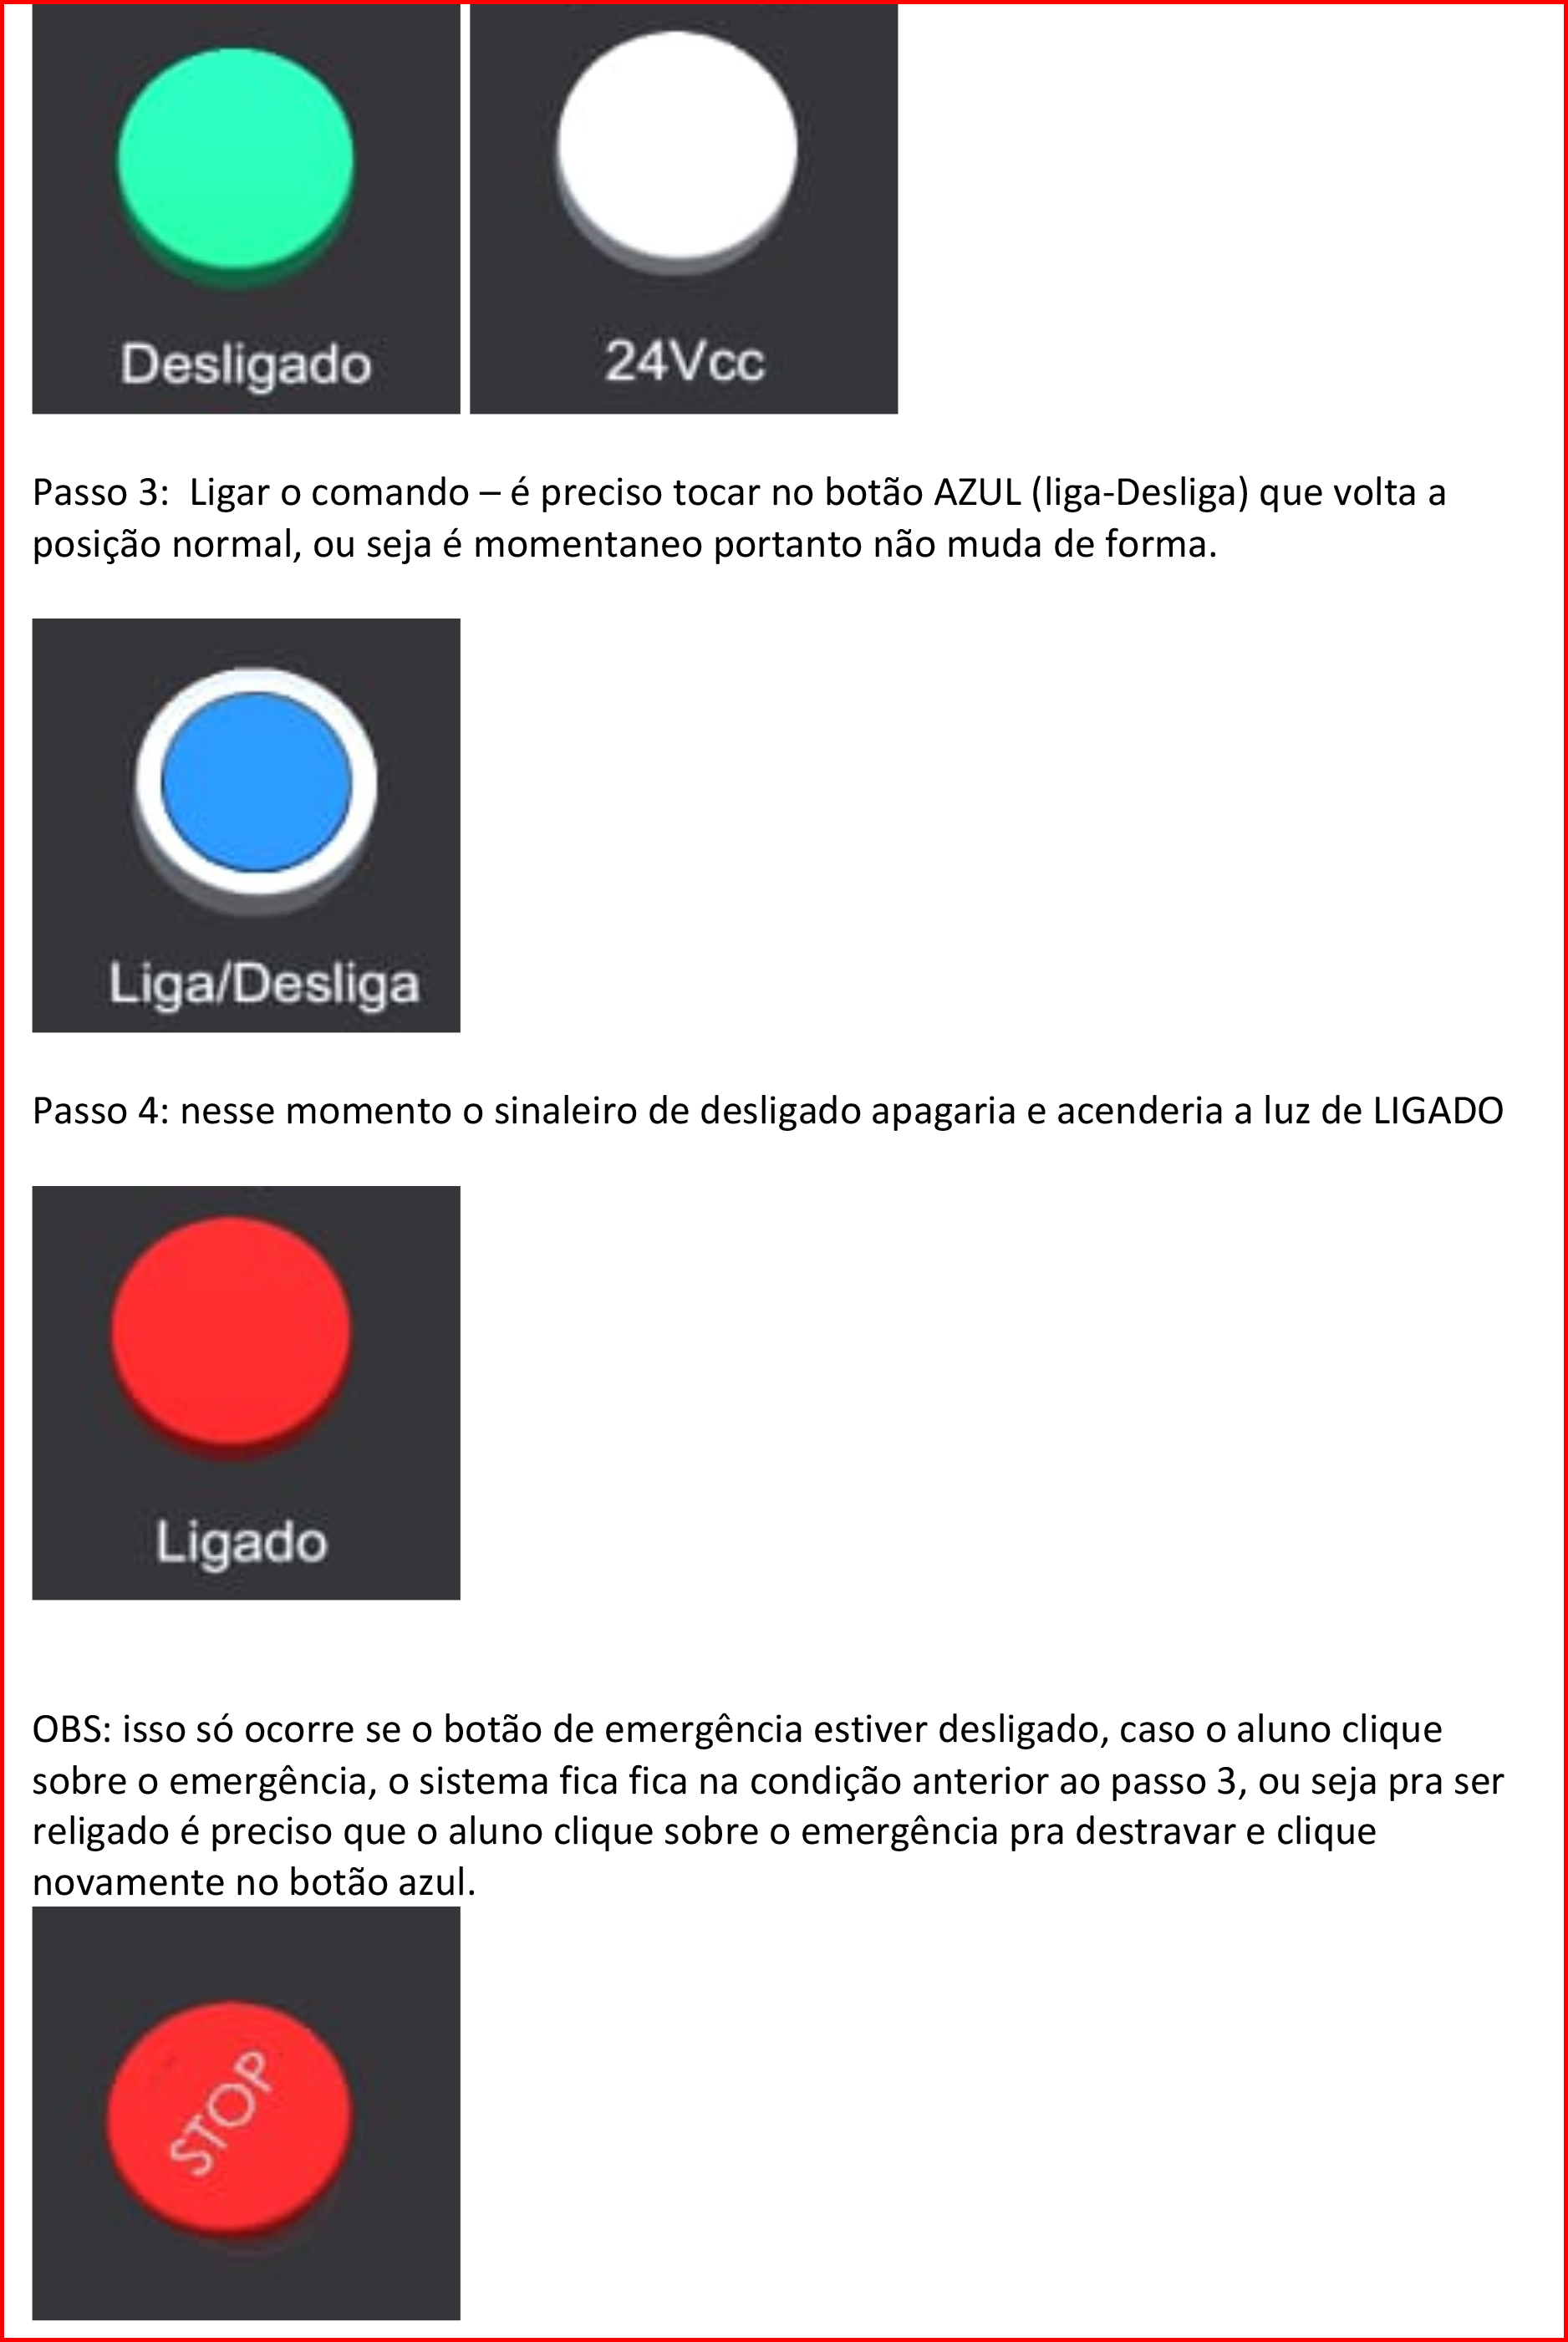 Desligado
24Vcc
Passo 3:  Ligar o comando – é preciso tocar no botão AZUL (liga-Desliga) que volta a
posição normal, ou seja é momentaneo portanto não muda de forma.
Liga/Desliga
Passo 4: nesse momento o sinaleiro de desligado apagaria e acenderia a luz de LIGADO
Ligado
OBS: isso só ocorre se o botão de emergência estiver desligado, caso o aluno clique
sobre o emergência, o sistema fica fica na condição anterior ao passo 3, ou seja pra ser
religado é preciso que o aluno clique sobre o emergência pra destravar e clique
novamente no botão azul.
STOP